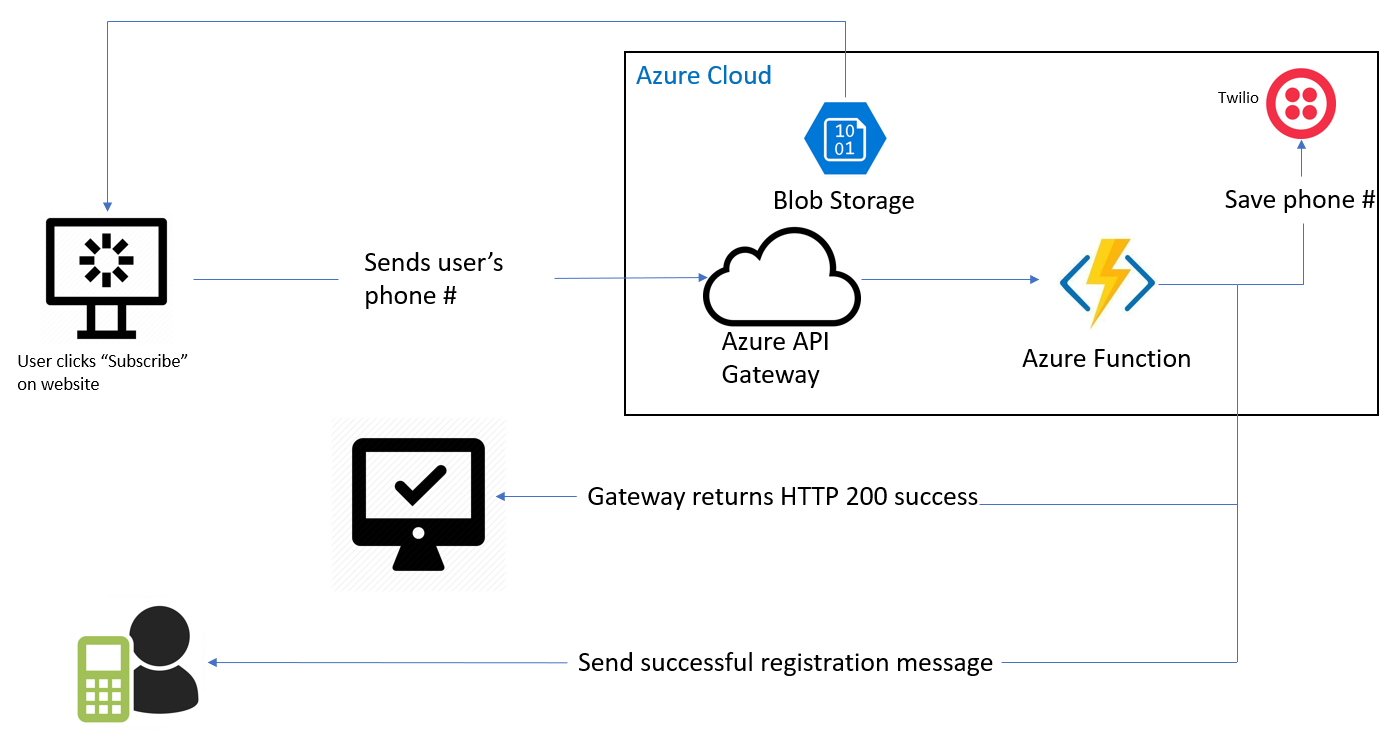 Azure Cloud
Twilio
10
01
Blob Storage
Save phone #
Sends user’s
phone #
Azure API
Gateway
Azure Function
User clicks “Subscribe”
on website
Gateway returns HTTP 200 success
Send successful registration message